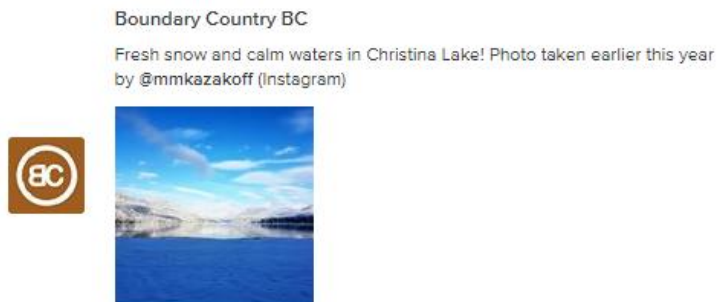 Boundary Country BC
Fresh snow and calm waters in Christina Lake! Photo taken earlier this year
by @mmkazakoff (Instagram)
BC